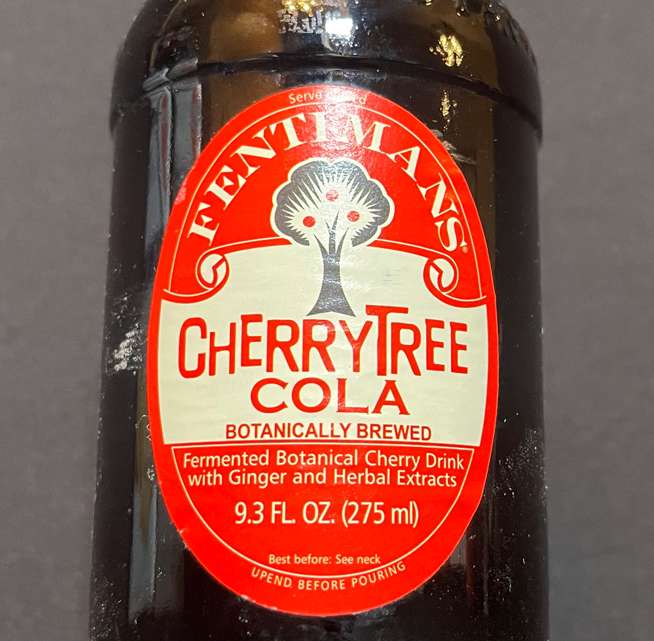 Serve
FENTIMANS®
CHERRYTREE
COLA
BOTANICALLY BREWED
Fermented Botanical Cherry Drink
with Ginger and Herbal Extracts
9.3 FL. OZ. (275 ml)
Best before: See neck
UPEND BEFORE POURING